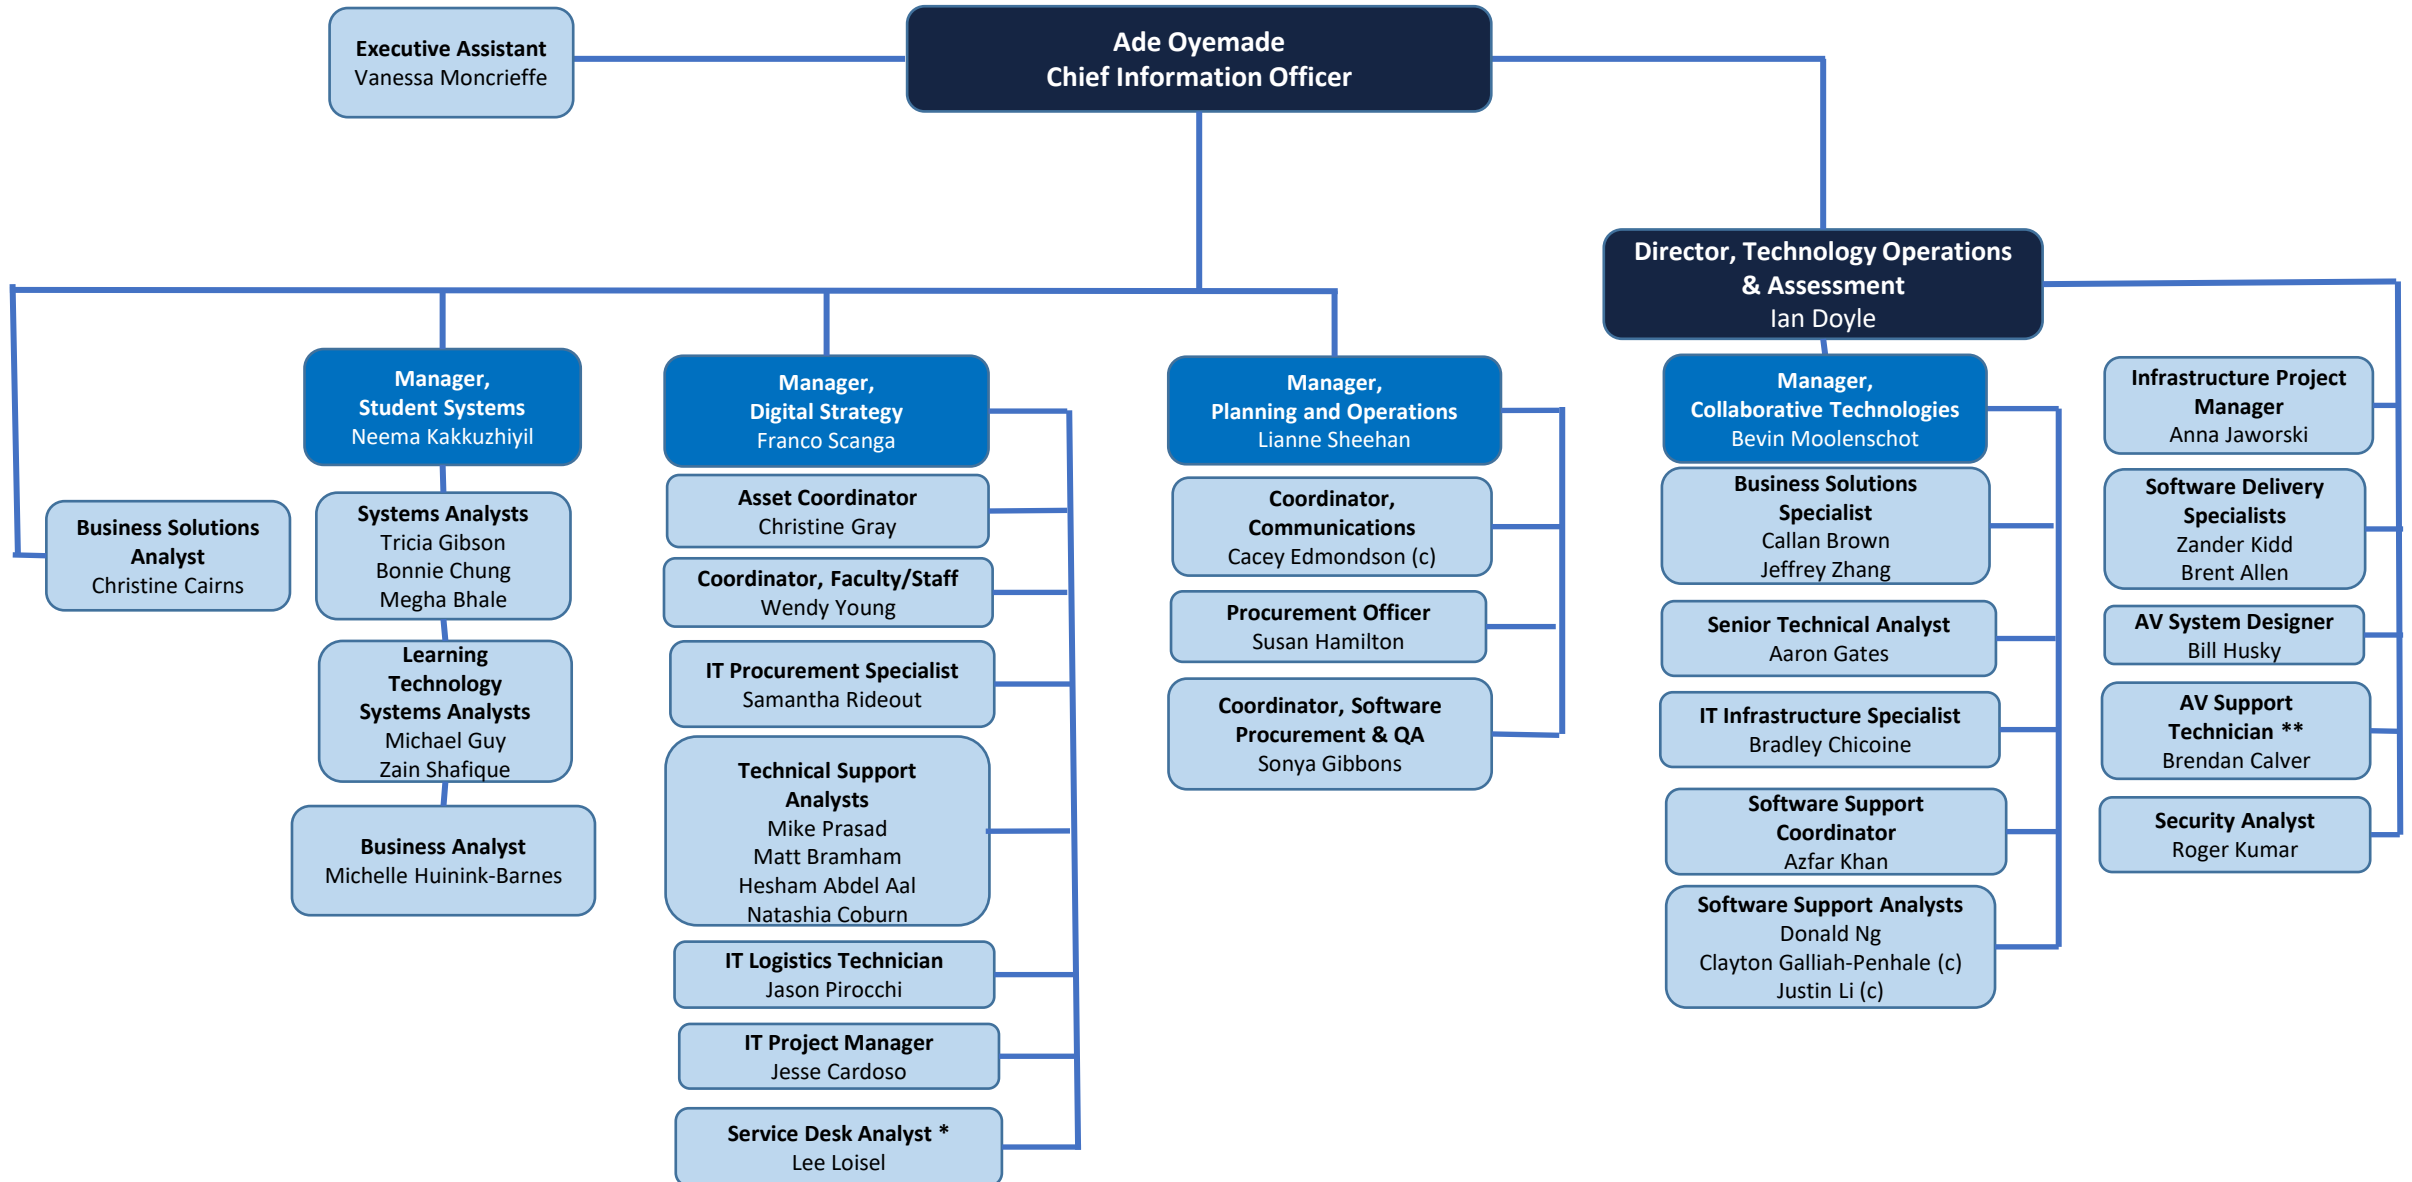 Executive Assistant
Vanessa Moncrieffe
Ade Oyemade
Chief Information Officer
Director, Technology Operations
& Assessment
Ian Doyle
Business Solutions
Analyst
Christine Cairns
Manager,
Student Systems
Neema Kakkuzhiyil
Systems Analysts
Tricia Gibson
Bonnie Chung
Megha Bhale
Learning
Technology
Systems Analysts
Michael Guy
Zain Shafique
Business Analyst
Michelle Huinink-Barnes
Manager,
Digital Strategy
Franco Scanga
Asset Coordinator
Christine Gray
Coordinator, Faculty/Staff
Wendy Young
IT Procurement Specialist
Samantha Rideout
Technical Support
Analysts
Mike Prasad
Matt Bramham
Hesham Abdel Aal
Natashia Coburn
IT Logistics Technician
Jason Pirocchi
IT Project Manager
Jesse Cardoso
Service Desk Analyst *
Lee Loisel
Manager,
Planning and Operations
Lianne Sheehan
Coordinator,
Communications
Cacey Edmondson (c)
Procurement Officer
Susan Hamilton
Coordinator, Software
Procurement & QA
Sonya Gibbons
Manager,
Collaborative Technologies
Bevin Moolenschot
Business Solutions
Specialist
Callan Brown
Jeffrey Zhang
Senior Technical Analyst
Aaron Gates
IT Infrastructure Specialist
Bradley Chicoine
Software Support
Coordinator
Azfar Khan
Software Support Analysts
Donald Ng
Clayton Galliah-Penhale (c)
Justin Li (c)
Infrastructure Project
Manager
Anna Jaworski
Software Delivery
Specialists
Zander Kidd
Brent Allen
AV System Designer
Bill Husky
AV Support
Technician **
Brendan Calver
Security Analyst
Roger Kumar